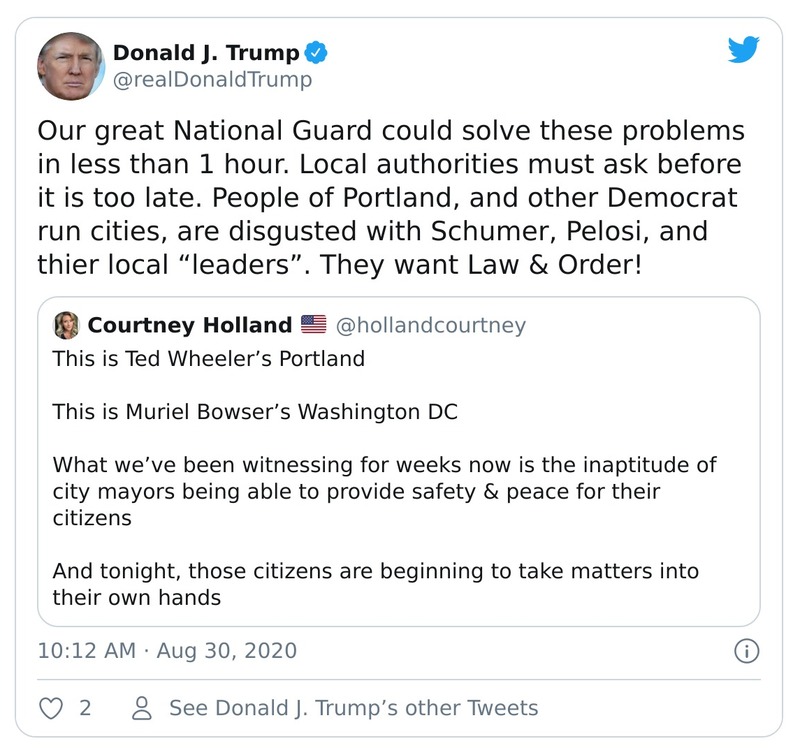 Donald J. Trump
@realDonaldTrump
Our great National Guard could solve these problems
in less than 1 hour. Local authorities must ask before
it is too late. People of Portland, and other Democrat
run cities, are disgusted with Schumer, Pelosi, and
thier local “leaders”. They want Law & Order!
Courtney Holland 🇺🇸 @hollandcourtney
This is Ted Wheeler’s Portland
This is Muriel Bowser’s Washington DC
What we’ve been witnessing for weeks now is the inaptitude of
city mayors being able to provide safety & peace for their
citizens
And tonight, those citizens are beginning to take matters into
their own hands
10:12 AM · Aug 30, 2020
2 See Donald J. Trump’s other Tweets